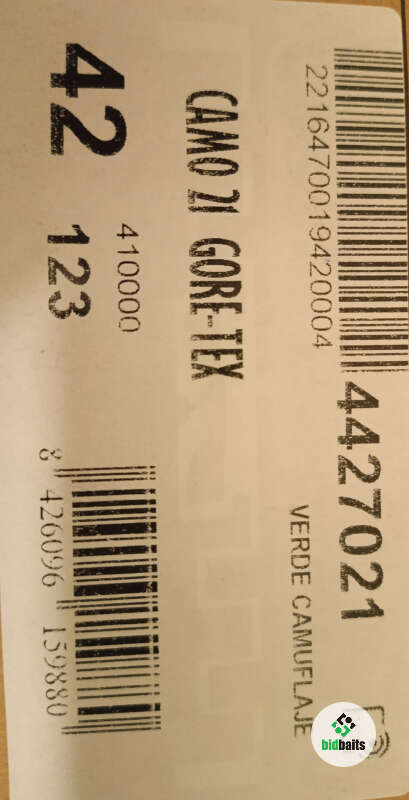 4427021
2216470019420004
VERDE CAMUFLAJE
CAMO 21 GORE-TEX
410000
42 123
8 426096 159880
bidbaits